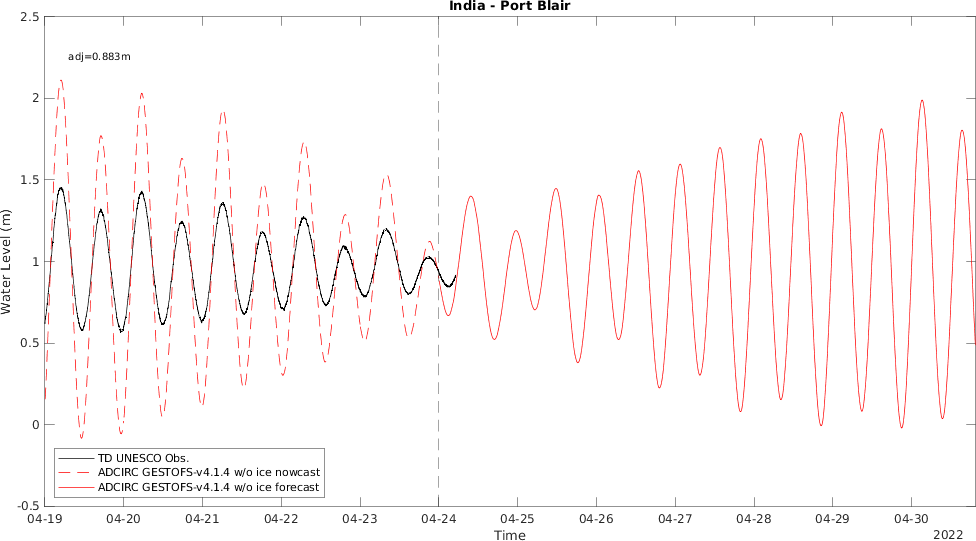 India - Port Blair
adj=0.883m
2.5
2
1.5
1
0.5
0
-0.5
Water Level (m)
TD UNESCO Obs.
ADCIRC GESTOFS-v4.1.4 w/o ice nowcast
ADCIRC GESTOFS-v4.1.4 w/o ice forecast
04-19 04-20 04-21 04-22 04-23 04-24 04-25 04-26 04-27 04-28 04-29 04-30
Time
2022